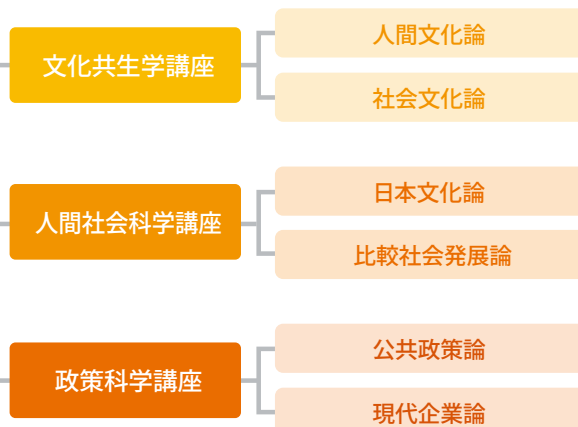 文化共生学講座
人間文化論
社会文化論
人間社会科学講座
日本文化論
比較社会発展論
政策科学講座
公共政策論
現代企業論